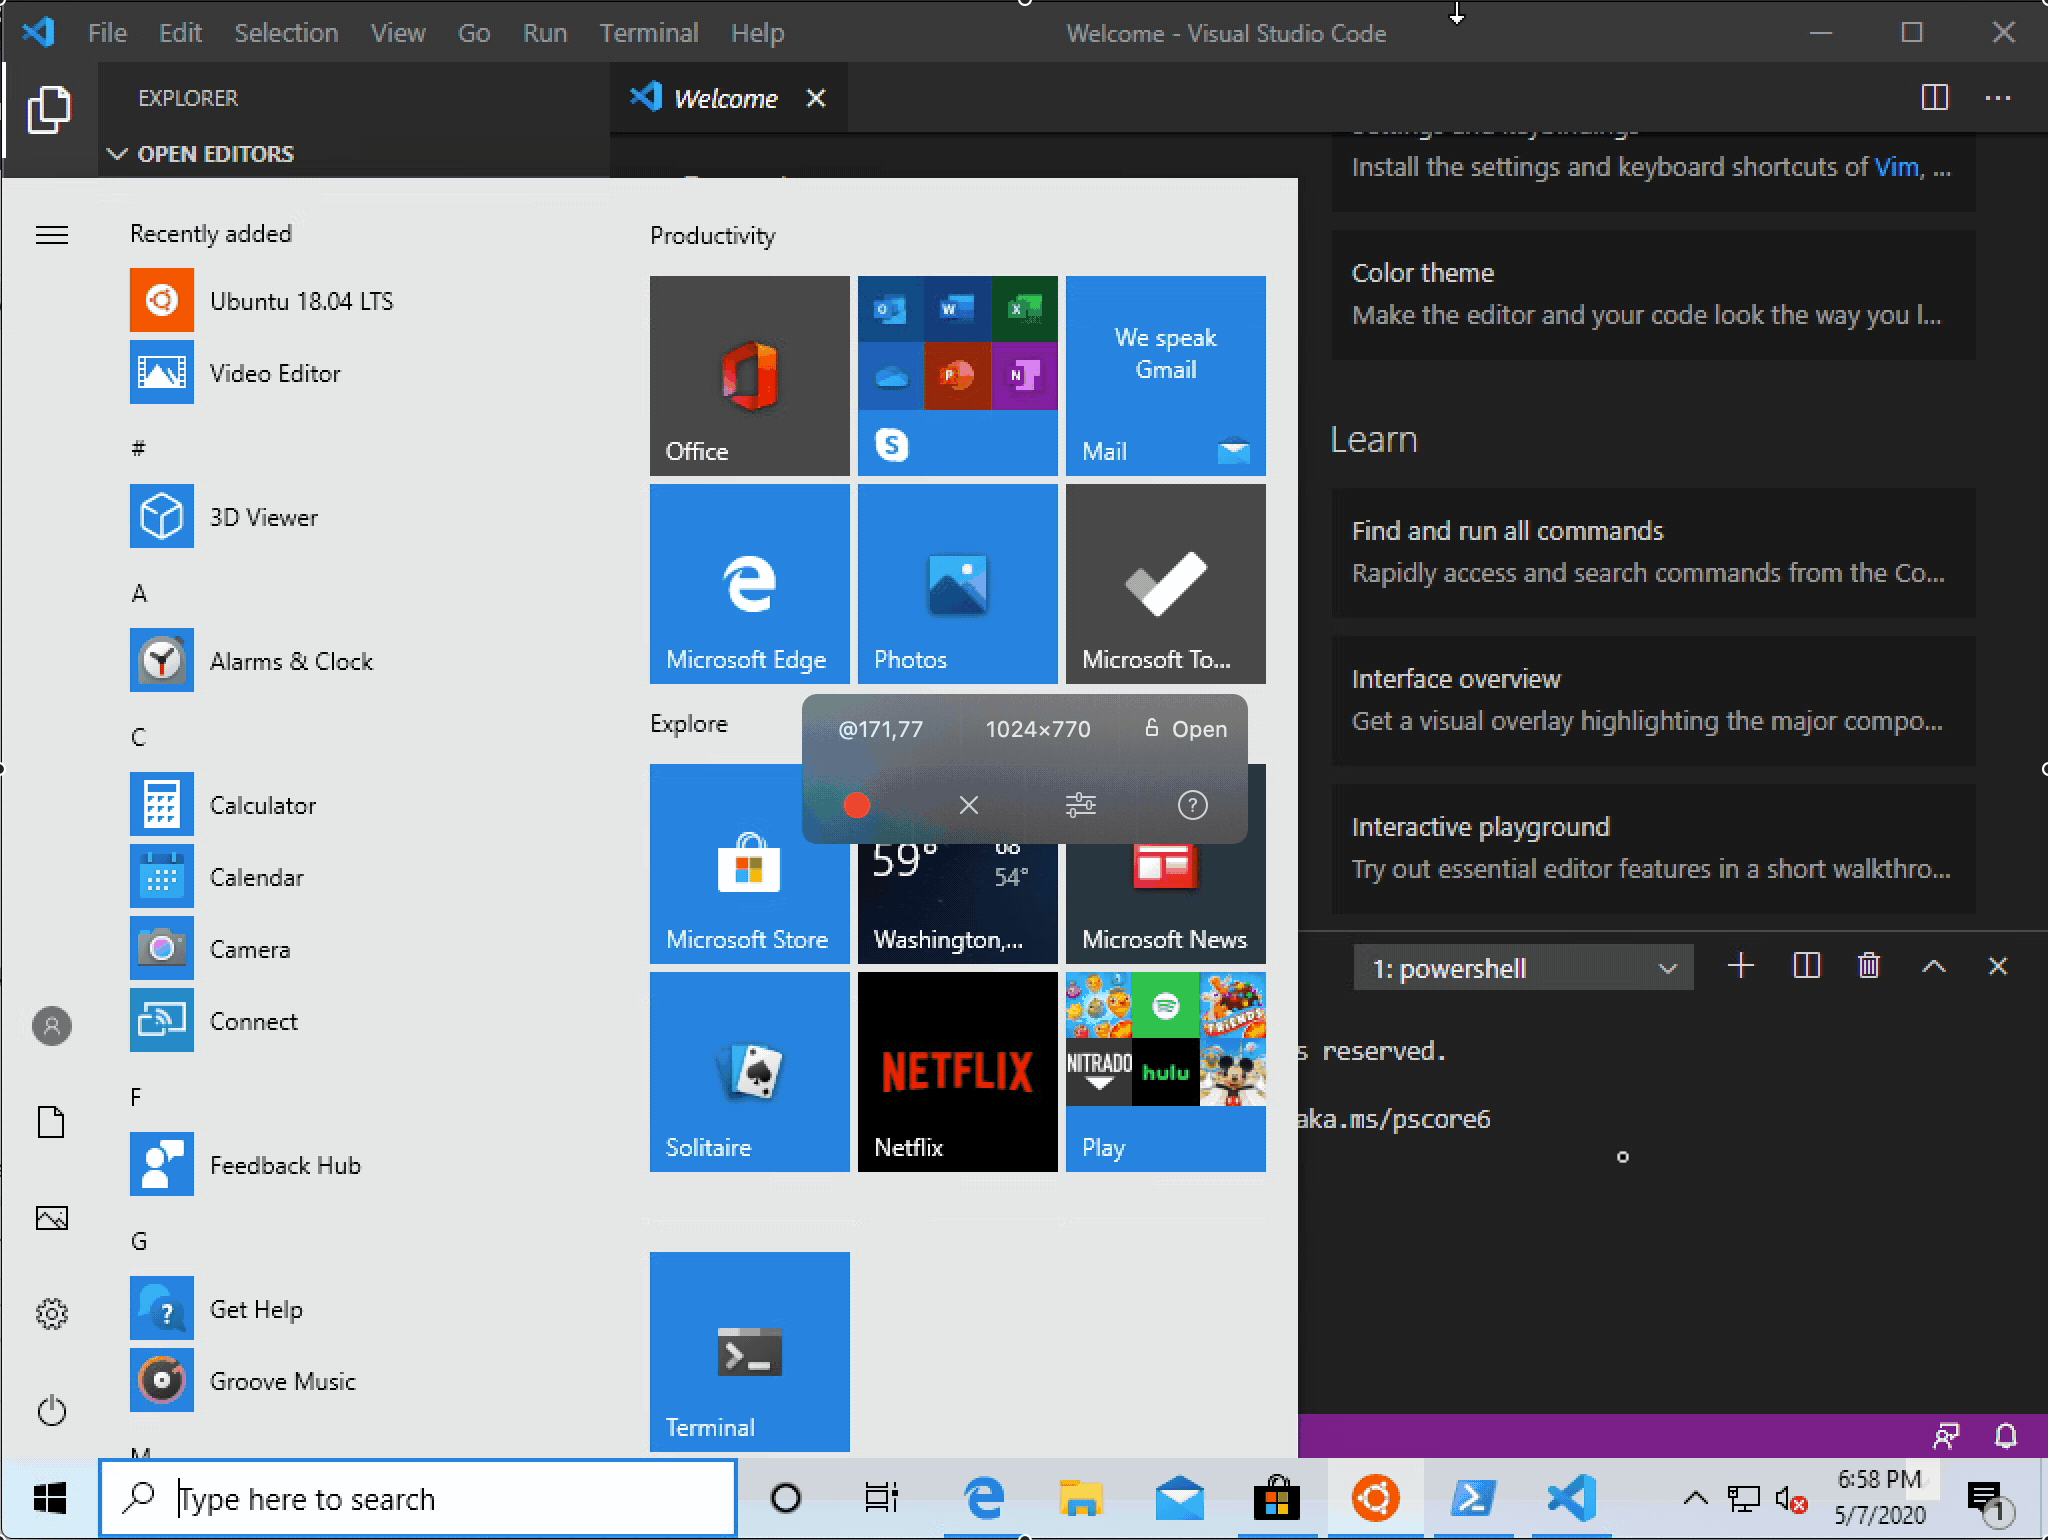 File Edit Selection View Go Run Terminal Help
Welcome - Visual Studio Code
EXPLORER
OPEN EDITORS
Welcome
Install the settings and keyboard shortcuts of Vim, ...
Color theme
Make the editor and your code look the way you l...
Learn
Find and run all commands
Rapidly access and search commands from the Co...
Interface overview
Get a visual overlay highlighting the major compo...
Interactive playground
Try out essential editor features in a short walkthro...
1: powershell
s reserved.
aka.ms/pscore6
Recently added
Ubuntu 18.04 LTS
Video Editor
#
3D Viewer
A
Alarms & Clock
C
Calculator
Calendar
Camera
Connect
F
Feedback Hub
G
Get Help
Groove Music
M
Productivity
Office
We speak
Gmail
Mail
Microsoft Edge
Photos
Microsoft To...
Explore
@171,77
1024×770
Open
Microsoft Store
59°
54°
Washington,...
Microsoft News
Solitaire
NETFLIX
Netflix
FRIENDS
NITRADO
hulu
Play
Terminal
Type here to search
6:58 PM
5/7/2020
1